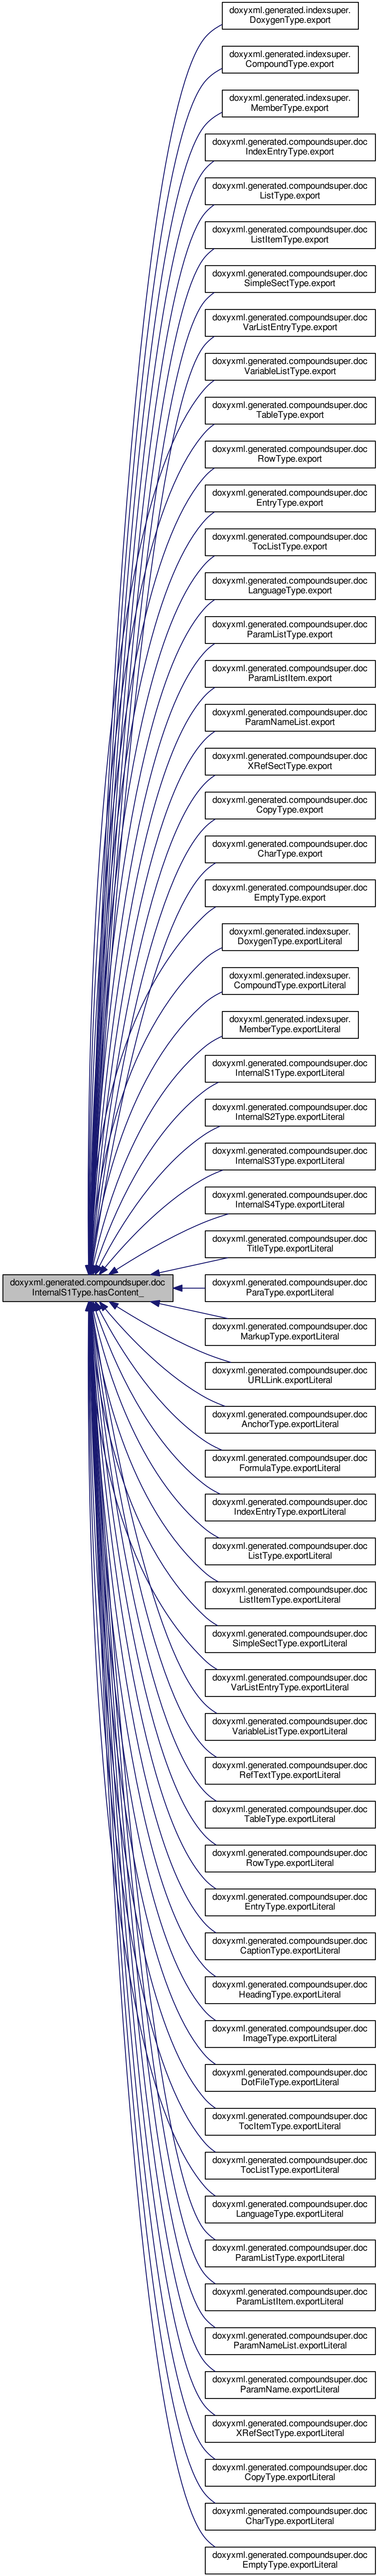 doxyxml.generated.indexsuper.
DoxygenType.export
doxyxml.generated.indexsuper.
CompoundType.export
doxyxml.generated.indexsuper.
MemberType.export
doxyxml.generated.compoundsuper.doc
IndexEntryType.export
doxyxml.generated.compoundsuper.doc
ListType.export
doxyxml.generated.compoundsuper.doc
ListItemType.export
doxyxml.generated.compoundsuper.doc
SimpleSectType.export
doxyxml.generated.compoundsuper.doc
VarListEntryType.export
doxyxml.generated.compoundsuper.doc
VariableListType.export
doxyxml.generated.compoundsuper.doc
TableType.export
doxyxml.generated.compoundsuper.doc
RowType.export
doxyxml.generated.compoundsuper.doc
EntryType.export
doxyxml.generated.compoundsuper.doc
TocListType.export
doxyxml.generated.compoundsuper.doc
LanguageType.export
doxyxml.generated.compoundsuper.doc
ParamListType.export
doxyxml.generated.compoundsuper.doc
ParamListItem.export
doxyxml.generated.compoundsuper.doc
ParamNameList.export
doxyxml.generated.compoundsuper.doc
XRefSectType.export
doxyxml.generated.compoundsuper.doc
CopyType.export
doxyxml.generated.compoundsuper.doc
CharType.export
doxyxml.generated.compoundsuper.doc
EmptyType.export
doxyxml.generated.indexsuper.
DoxygenType.exportLiteral
doxyxml.generated.indexsuper.
CompoundType.exportLiteral
doxyxml.generated.indexsuper.
MemberType.exportLiteral
doxyxml.generated.compoundsuper.doc
InternalS1Type.exportLiteral
doxyxml.generated.compoundsuper.doc
InternalS2Type.exportLiteral
doxyxml.generated.compoundsuper.doc
InternalS3Type.exportLiteral
doxyxml.generated.compoundsuper.doc
InternalS4Type.exportLiteral
doxyxml.generated.compoundsuper.doc
TitleType.exportLiteral
doxyxml.generated.compoundsuper.doc
InternalS1Type.hasContent_
doxyxml.generated.compoundsuper.doc
ParaType.exportLiteral
doxyxml.generated.compoundsuper.doc
MarkupType.exportLiteral
doxyxml.generated.compoundsuper.doc
URLLink.exportLiteral
doxyxml.generated.compoundsuper.doc
AnchorType.exportLiteral
doxyxml.generated.compoundsuper.doc
FormulaType.exportLiteral
doxyxml.generated.compoundsuper.doc
IndexEntryType.exportLiteral
doxyxml.generated.compoundsuper.doc
ListType.exportLiteral
doxyxml.generated.compoundsuper.doc
ListItemType.exportLiteral
doxyxml.generated.compoundsuper.doc
SimpleSectType.exportLiteral
doxyxml.generated.compoundsuper.doc
VarListEntryType.exportLiteral
doxyxml.generated.compoundsuper.doc
VariableListType.exportLiteral
doxyxml.generated.compoundsuper.doc
RefTextType.exportLiteral
doxyxml.generated.compoundsuper.doc
TableType.exportLiteral
doxyxml.generated.compoundsuper.doc
RowType.exportLiteral
doxyxml.generated.compoundsuper.doc
EntryType.exportLiteral
doxyxml.generated.compoundsuper.doc
CaptionType.exportLiteral
doxyxml.generated.compoundsuper.doc
HeadingType.exportLiteral
doxyxml.generated.compoundsuper.doc
ImageType.exportLiteral
doxyxml.generated.compoundsuper.doc
DotFileType.exportLiteral
doxyxml.generated.compoundsuper.doc
TocItemType.exportLiteral
doxyxml.generated.compoundsuper.doc
TocListType.exportLiteral
doxyxml.generated.compoundsuper.doc
LanguageType.exportLiteral
doxyxml.generated.compoundsuper.doc
ParamListType.exportLiteral
doxyxml.generated.compoundsuper.doc
ParamListItem.exportLiteral
doxyxml.generated.compoundsuper.doc
ParamNameList.exportLiteral
doxyxml.generated.compoundsuper.doc
ParamName.exportLiteral
doxyxml.generated.compoundsuper.doc
XRefSectType.exportLiteral
doxyxml.generated.compoundsuper.doc
CopyType.exportLiteral
doxyxml.generated.compoundsuper.doc
CharType.exportLiteral
doxyxml.generated.compoundsuper.doc
EmptyType.exportLiteral